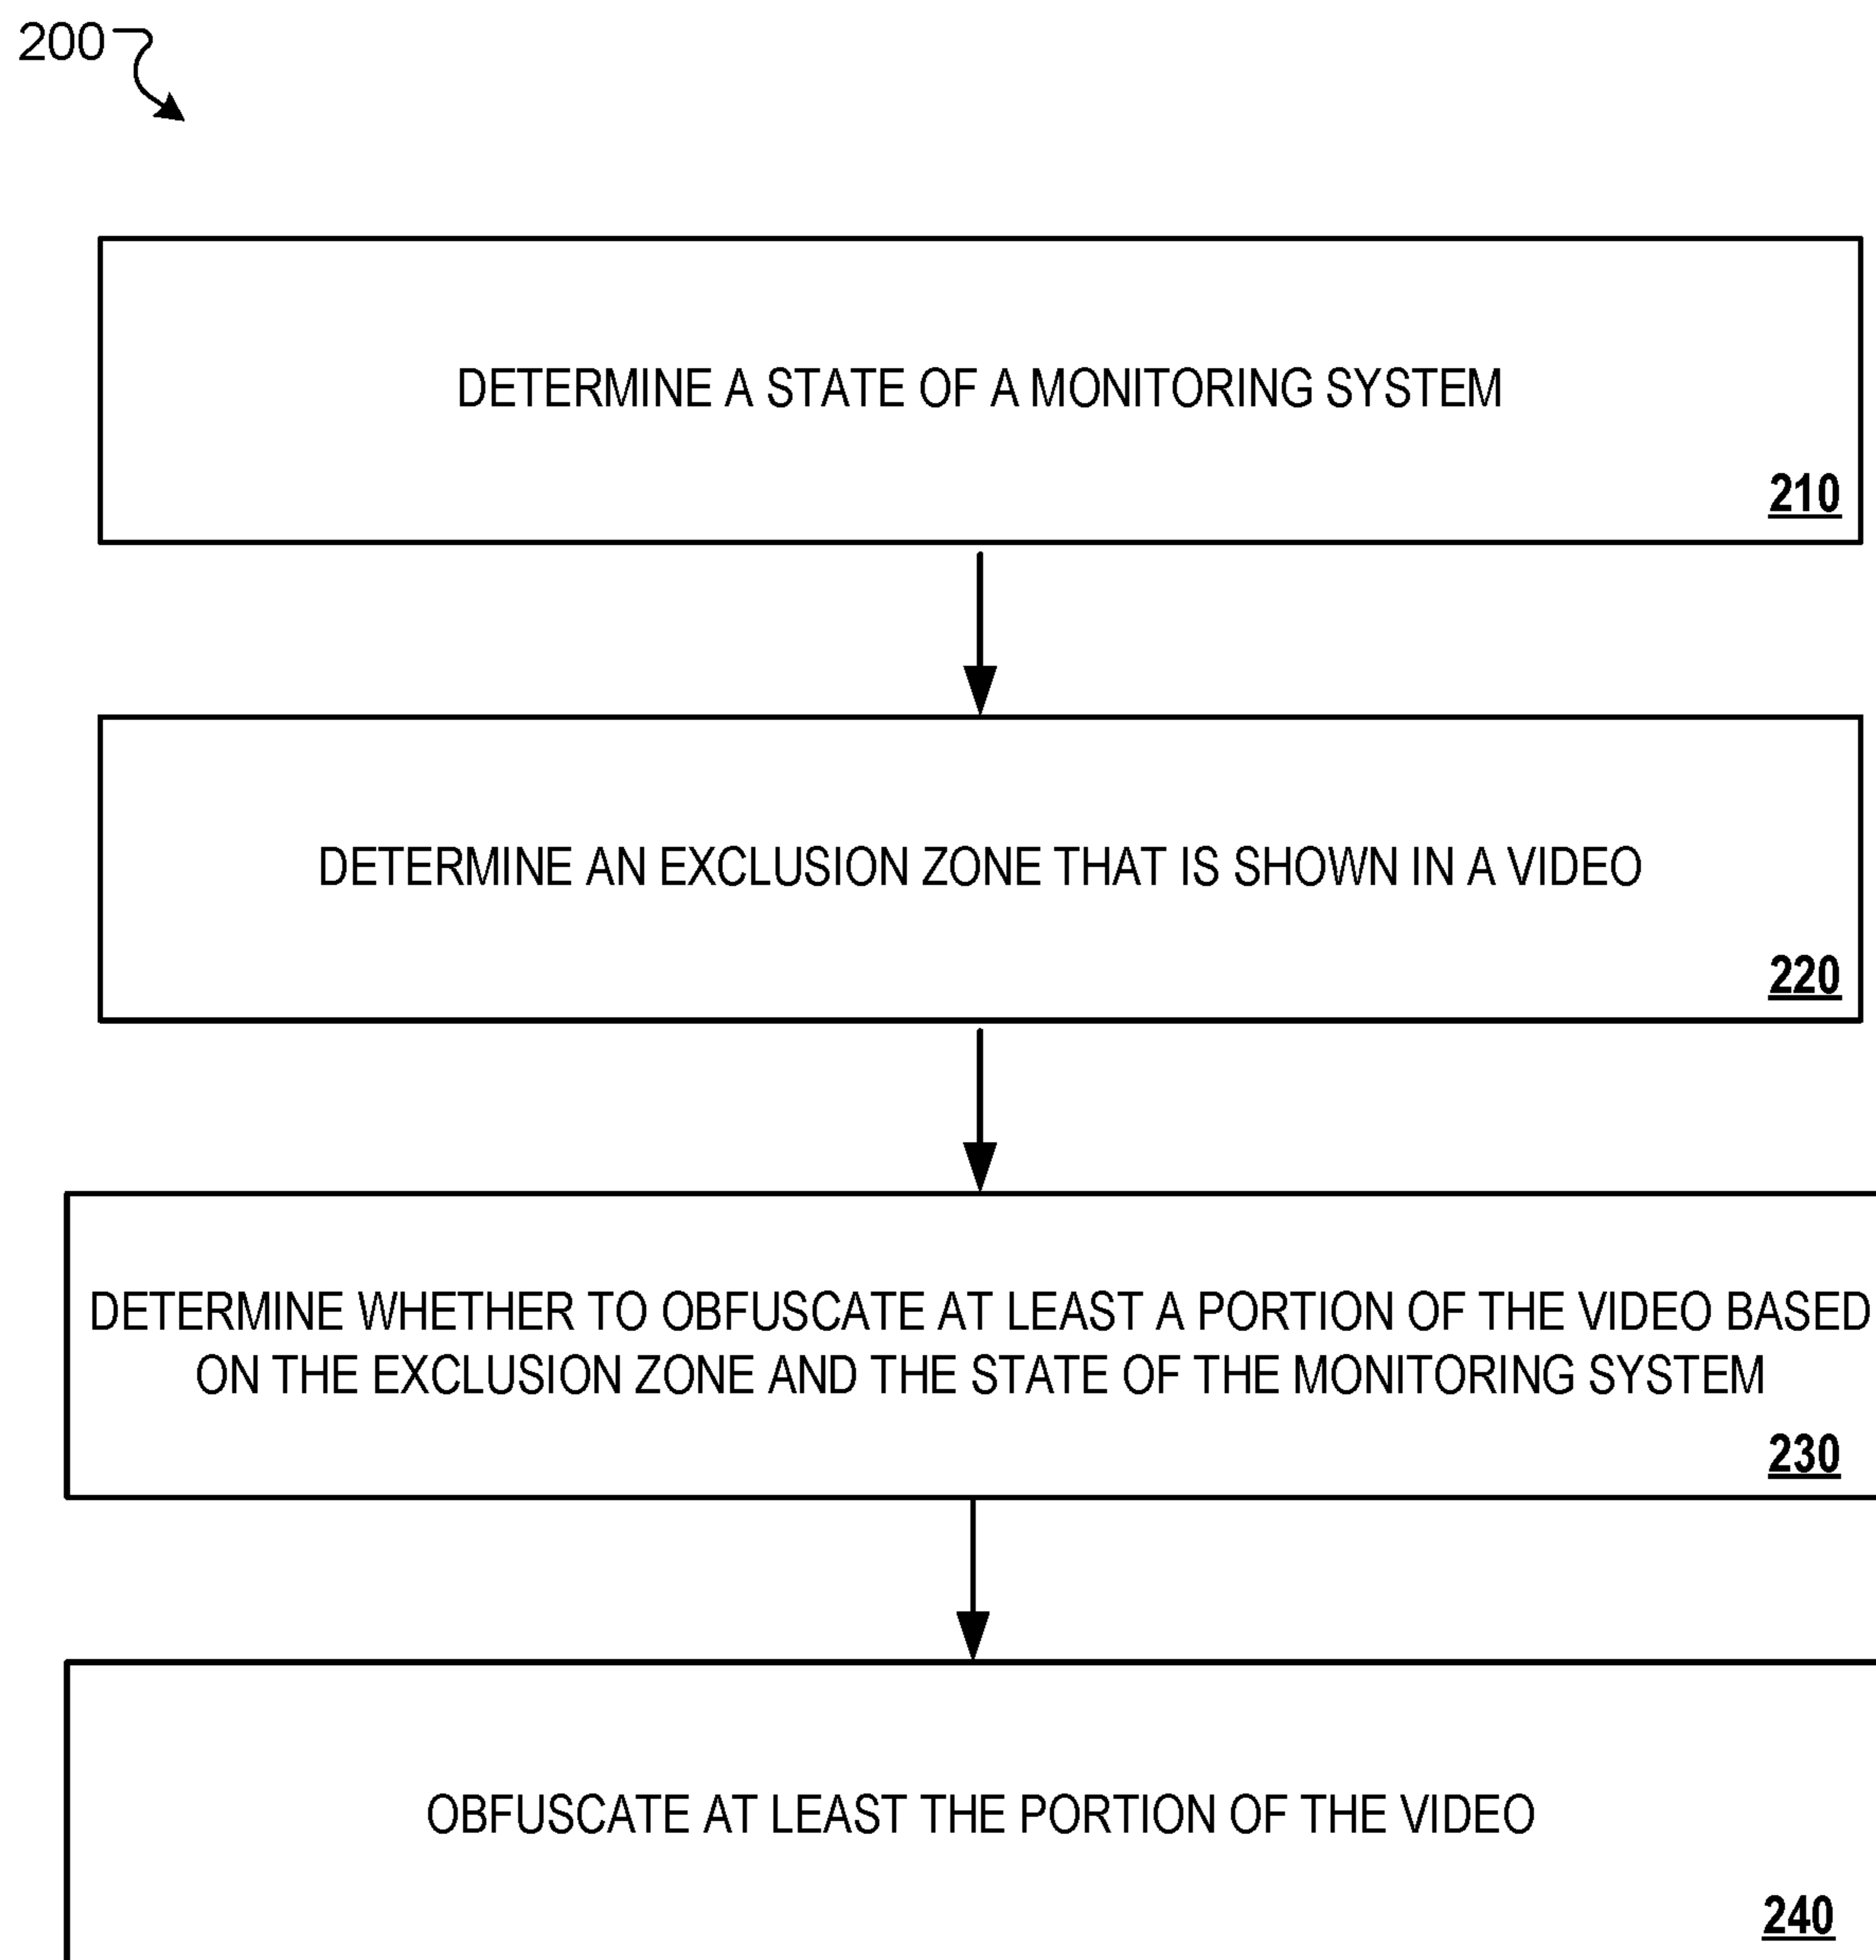 200
DETERMINE A STATE OF A MONITORING SYSTEM
210
DETERMINE AN EXCLUSION ZONE THAT IS SHOWN IN A VIDEO
220
DETERMINE WHETHER TO OBFUSCATE AT LEAST A PORTION OF THE VIDEO BASED
ON THE EXCLUSION ZONE AND THE STATE OF THE MONITORING SYSTEM
230
OBFUSCATE AT LEAST THE PORTION OF THE VIDEO
240